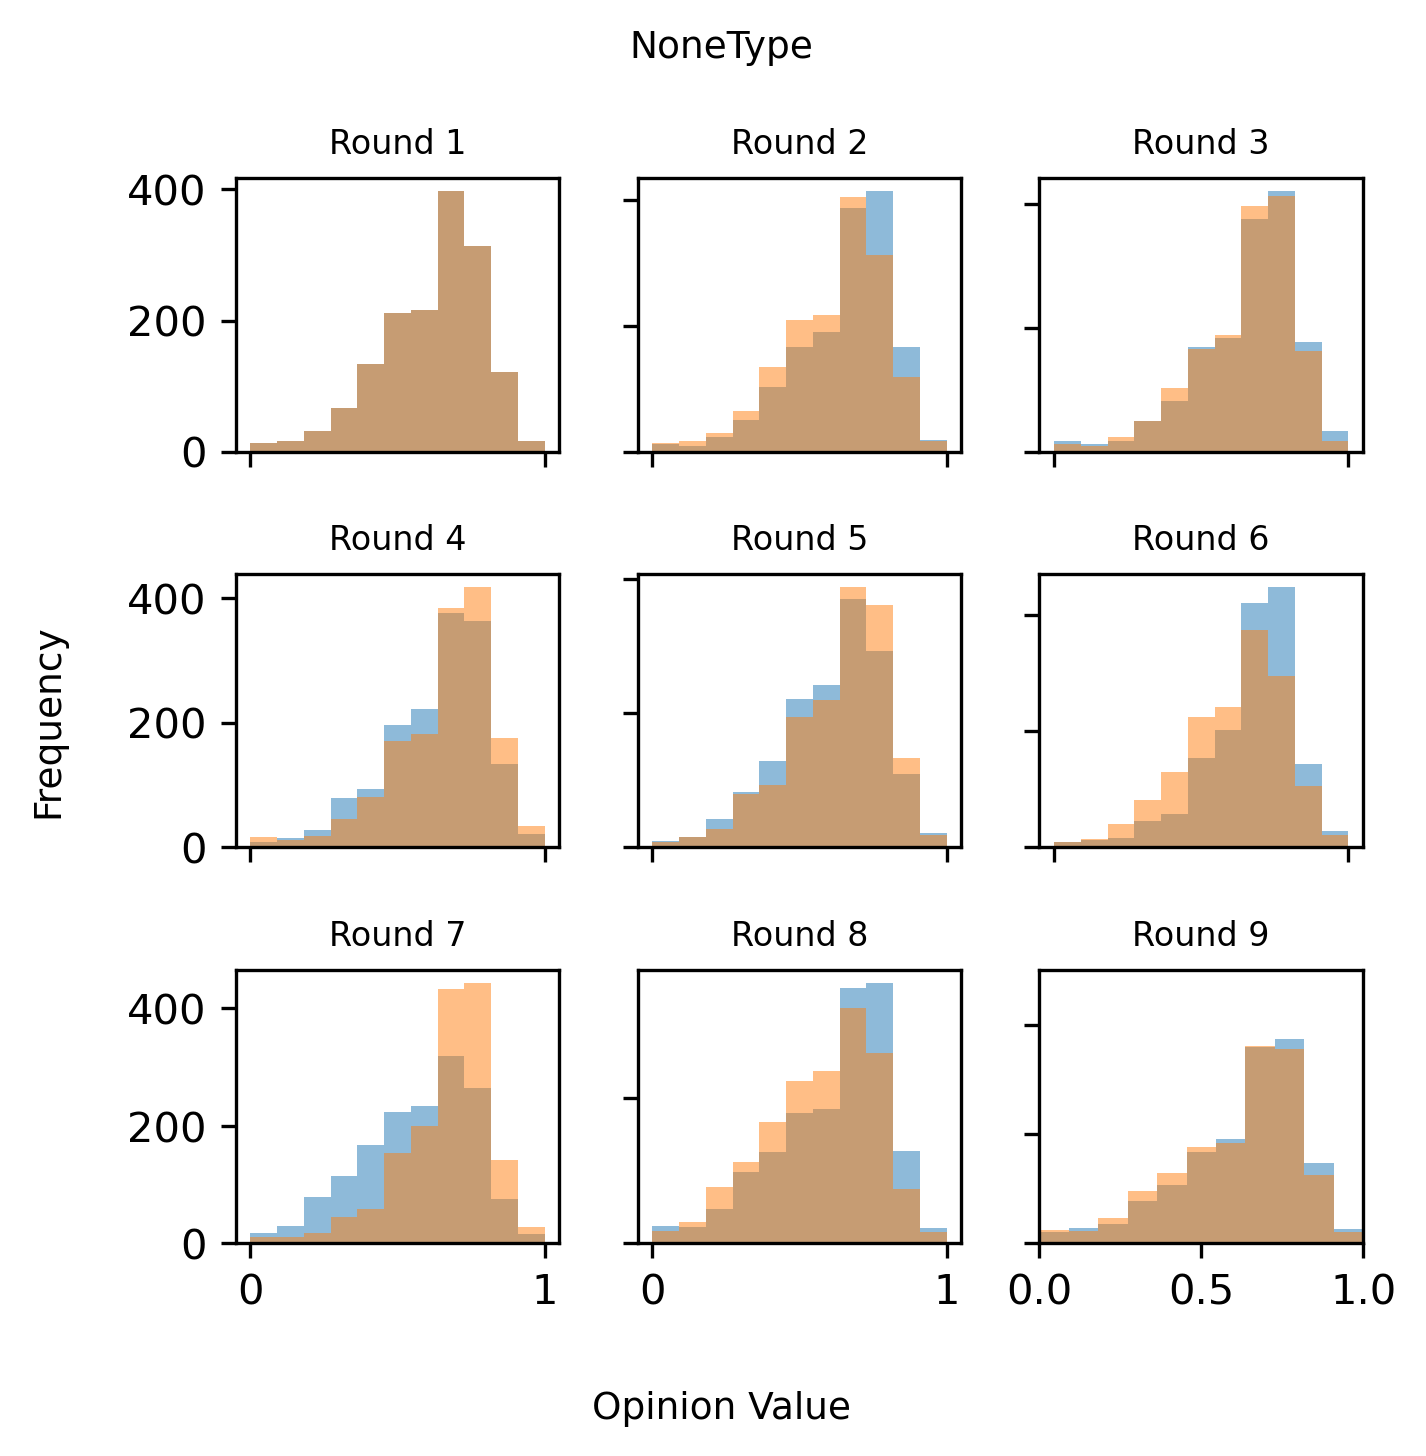 NoneType
Round 1
Round 2
Round 3
400
200
0
Round 4
Round 5
Round 6
400
200
0
Frequency
Round 7
Round 8
Round 9
400
200
0
0 1 0 1 0.0 0.5 1.0
Opinion Value